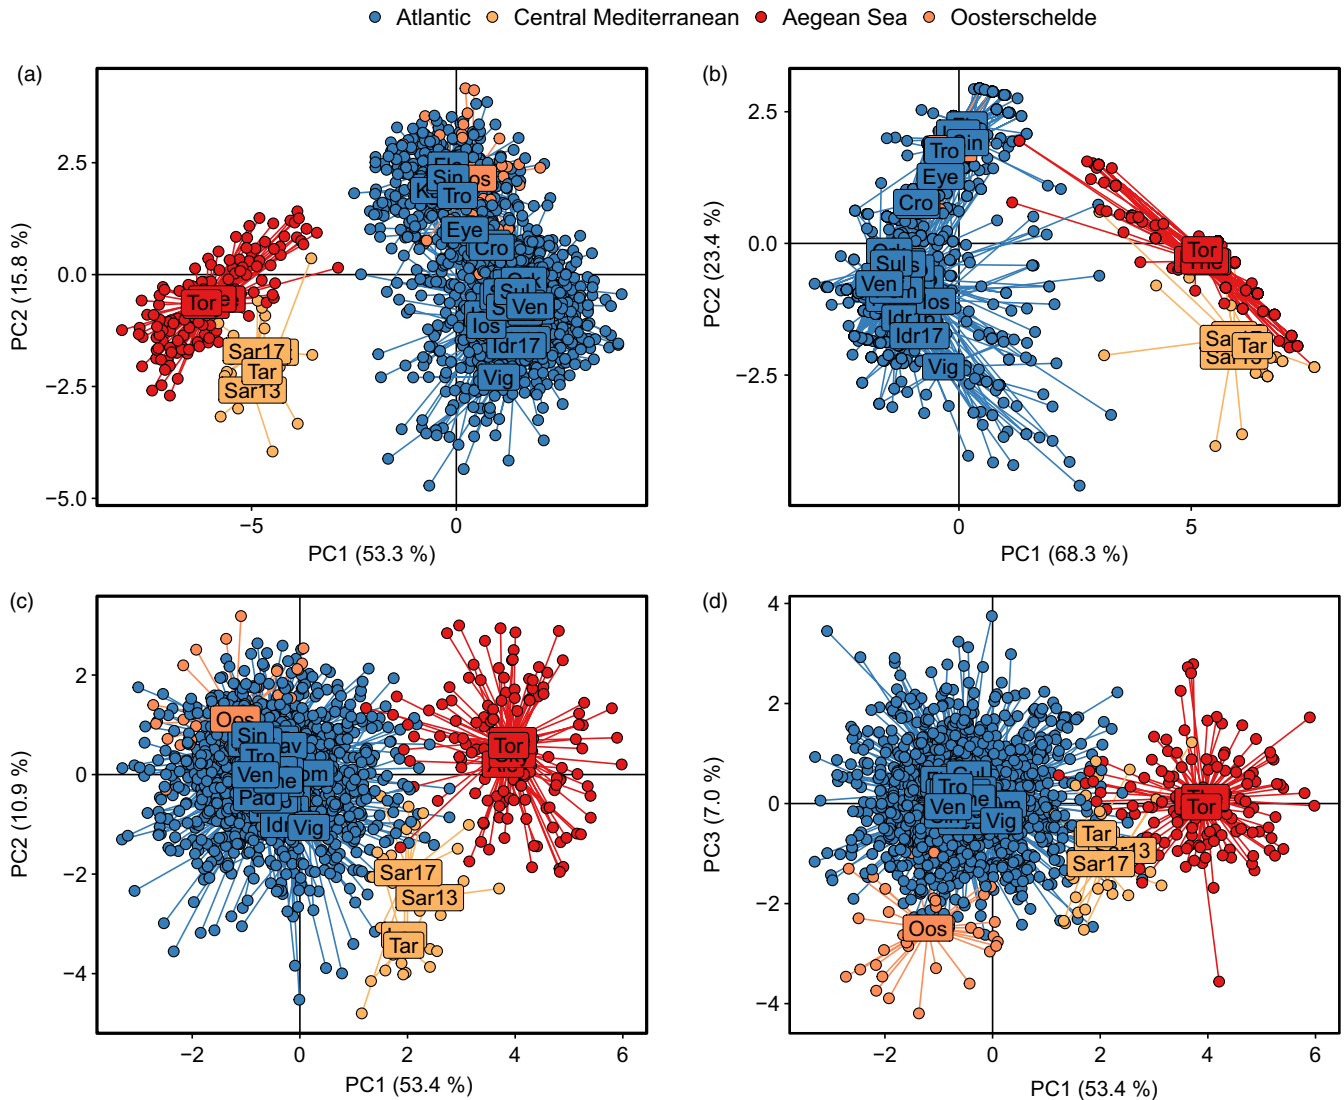 Atlantic Central Mediterranean Aegean Sea Oosterschelde
(a)
2.5
0.0
−2.5
−5.0
−5
0
PC2 (15.8 %)
PC1 (53.3 %)
Sin
Tro
Eye
Cro
Ven
Ios
Idr17
Vig
Tor
Sar17
Tar
Sar13
(b)
2.5
0.0
−2.5
0
5
PC2 (23.4 %)
PC1 (68.3 %)
Tro
Eye
Cro
Sul
Ven
Idr17
Vig
Tor
Tar
(c)
2
0
−2
−4
−2
0
2
4
6
PC2 (10.9 %)
PC1 (53.4 %)
Oos
Sin
Tro
Ven
Pad
Vig
Tor
Sar17
Sar13
Tar
(d)
4
2
0
−2
−4
−2
0
2
4
6
PC3 (7.0 %)
PC1 (53.4 %)
Tro
Ven
Vig
Tar
Sar17
Tor
Oos